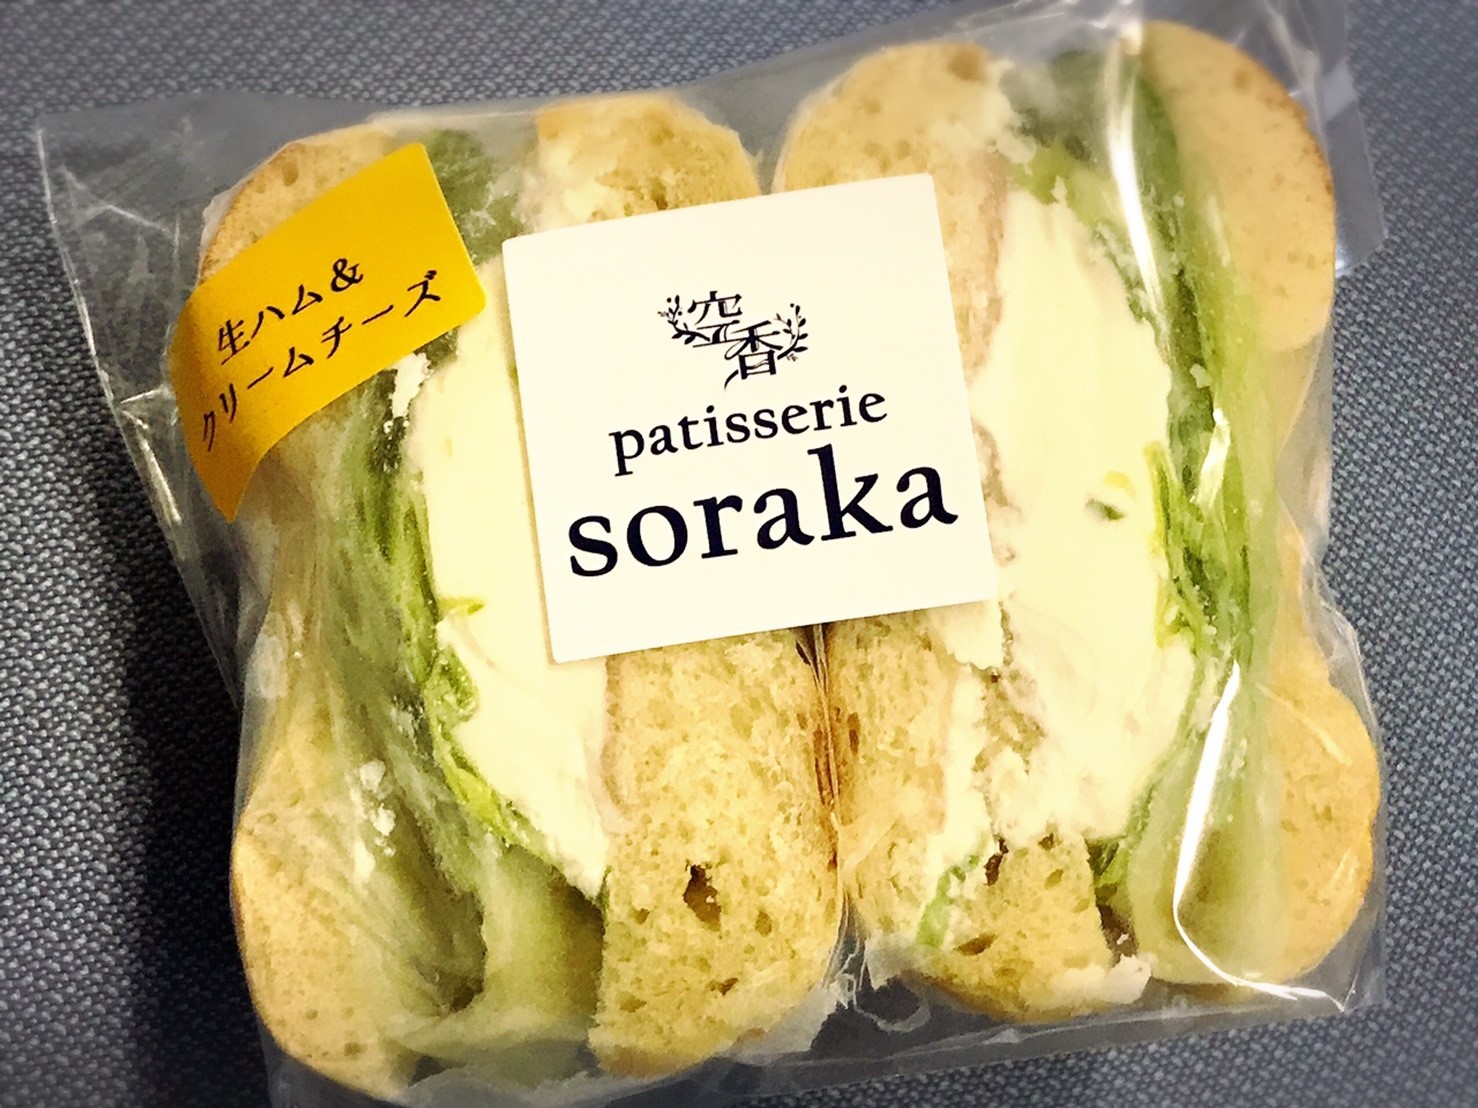 生ハム&
クリームチーズ
空香
patisserie
soraka